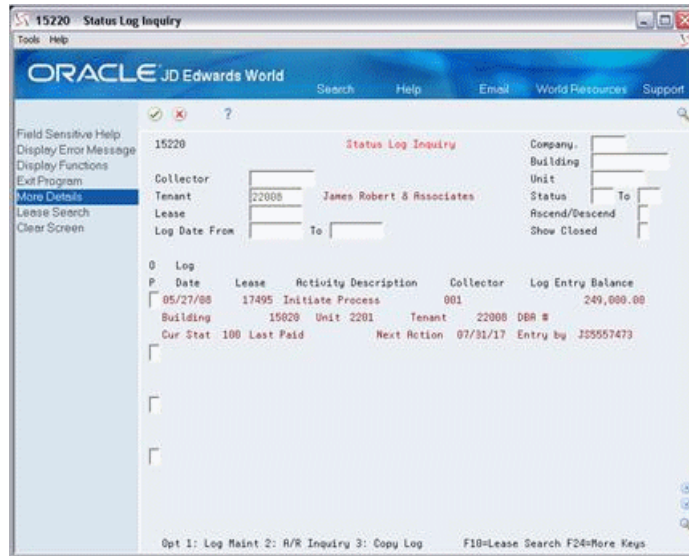 15220 Status Log Inquiry
Tools Help
ORACLE JD Edwards World
Search Help Email World Resources Support
Field Sensitive Help
Display Error Message
Display Functions
Exit Program
More Details
Lease Search
Clear Screen
?
15220 Status Log Inquiry Company.
Building
Collector Unit
Tenant 22008 James Robert & Associates Status To
Lease Ascend/Descend
Log Date From To Show Closed
O Log
P Date Lease Activity Description Collector Log Entry Balance
05/27/08 17495 Initiate Process 001 249,000.00
Building 15020 Unit 2201 Tenant 22008 DBA #
Cur Stat 100 Last Paid Next Action 07/31/17 Entry by JS5557473
Opt 1: Log Maint 2: A/R Inquiry 3: Copy Log F18=Lease Search F24=More Keys